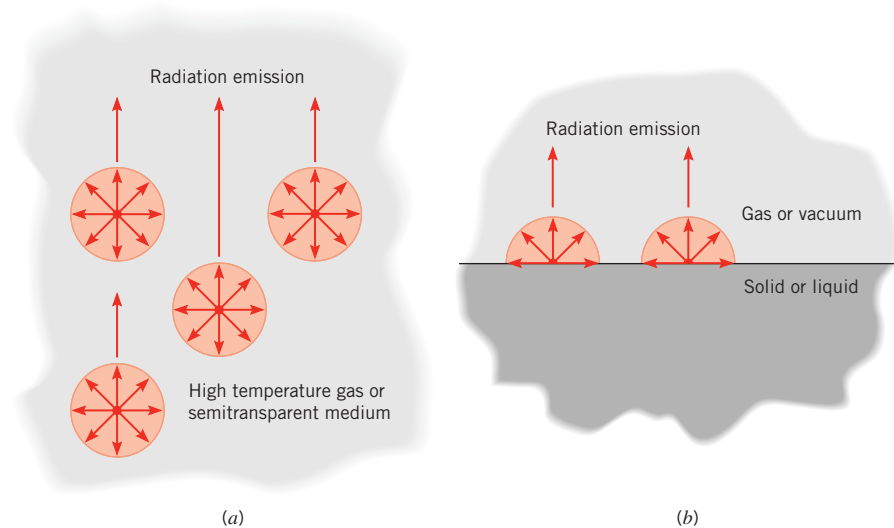 Radiation emission
High temperature gas or
semitransparent medium
(a)
Radiation emission
Gas or vacuum
Solid or liquid
(b)